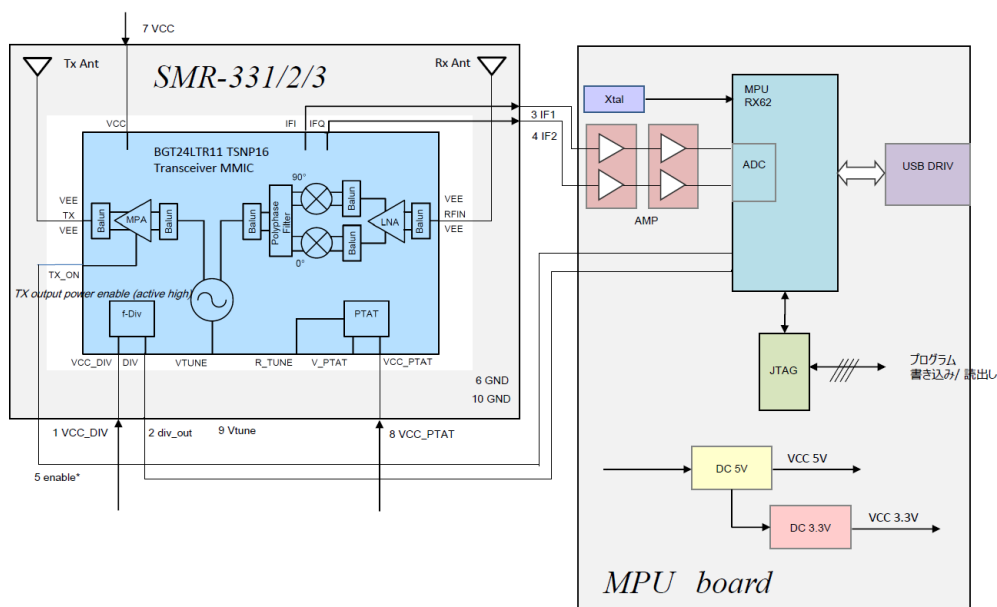 7 VCC
Tx Ant
SMR-331/2/3
Rx Ant
VCC
IFI
IFQ
3 IF1
4 IF2
BGT24LTR11 TSNP16
Transceiver MMIC
VEE
TX
VEE
Balun
MPA
Balun
Balun
Polyphase
Filter
90°
0°
Balun
Balun
LNA
Balun
VEE
RFIN
VEE
TX_ON
TX output power enable (active high)
f-Div
PTAT
VCC_DIV
DIV
VTUNE
R_TUNE
V_PTAT
VCC_PTAT
6 GND
10 GND
1 VCC_DIV
2 div_out
9 Vtune
8 VCC_PTAT
5 enable*
Xtal
MPU
RX62
ADC
AMP
USB DRIV
JTAG
プログラム
書き込み/ 読出し
DC 5V
VCC 5V
DC 3.3V
VCC 3.3V
MPU board